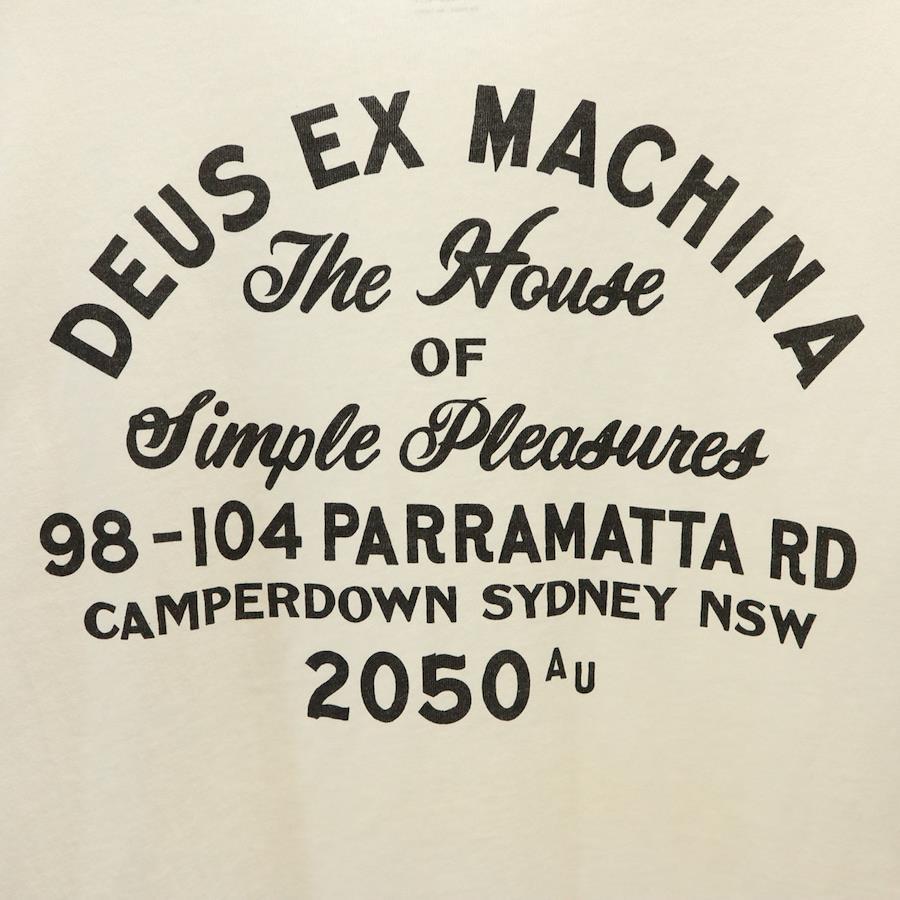 DEUS EX MACHINA
The House
OF
Simple Pleasures
98-104 PARRAMATTA RD
CAMPERDOWN SYDNEY NSW
2050 AU